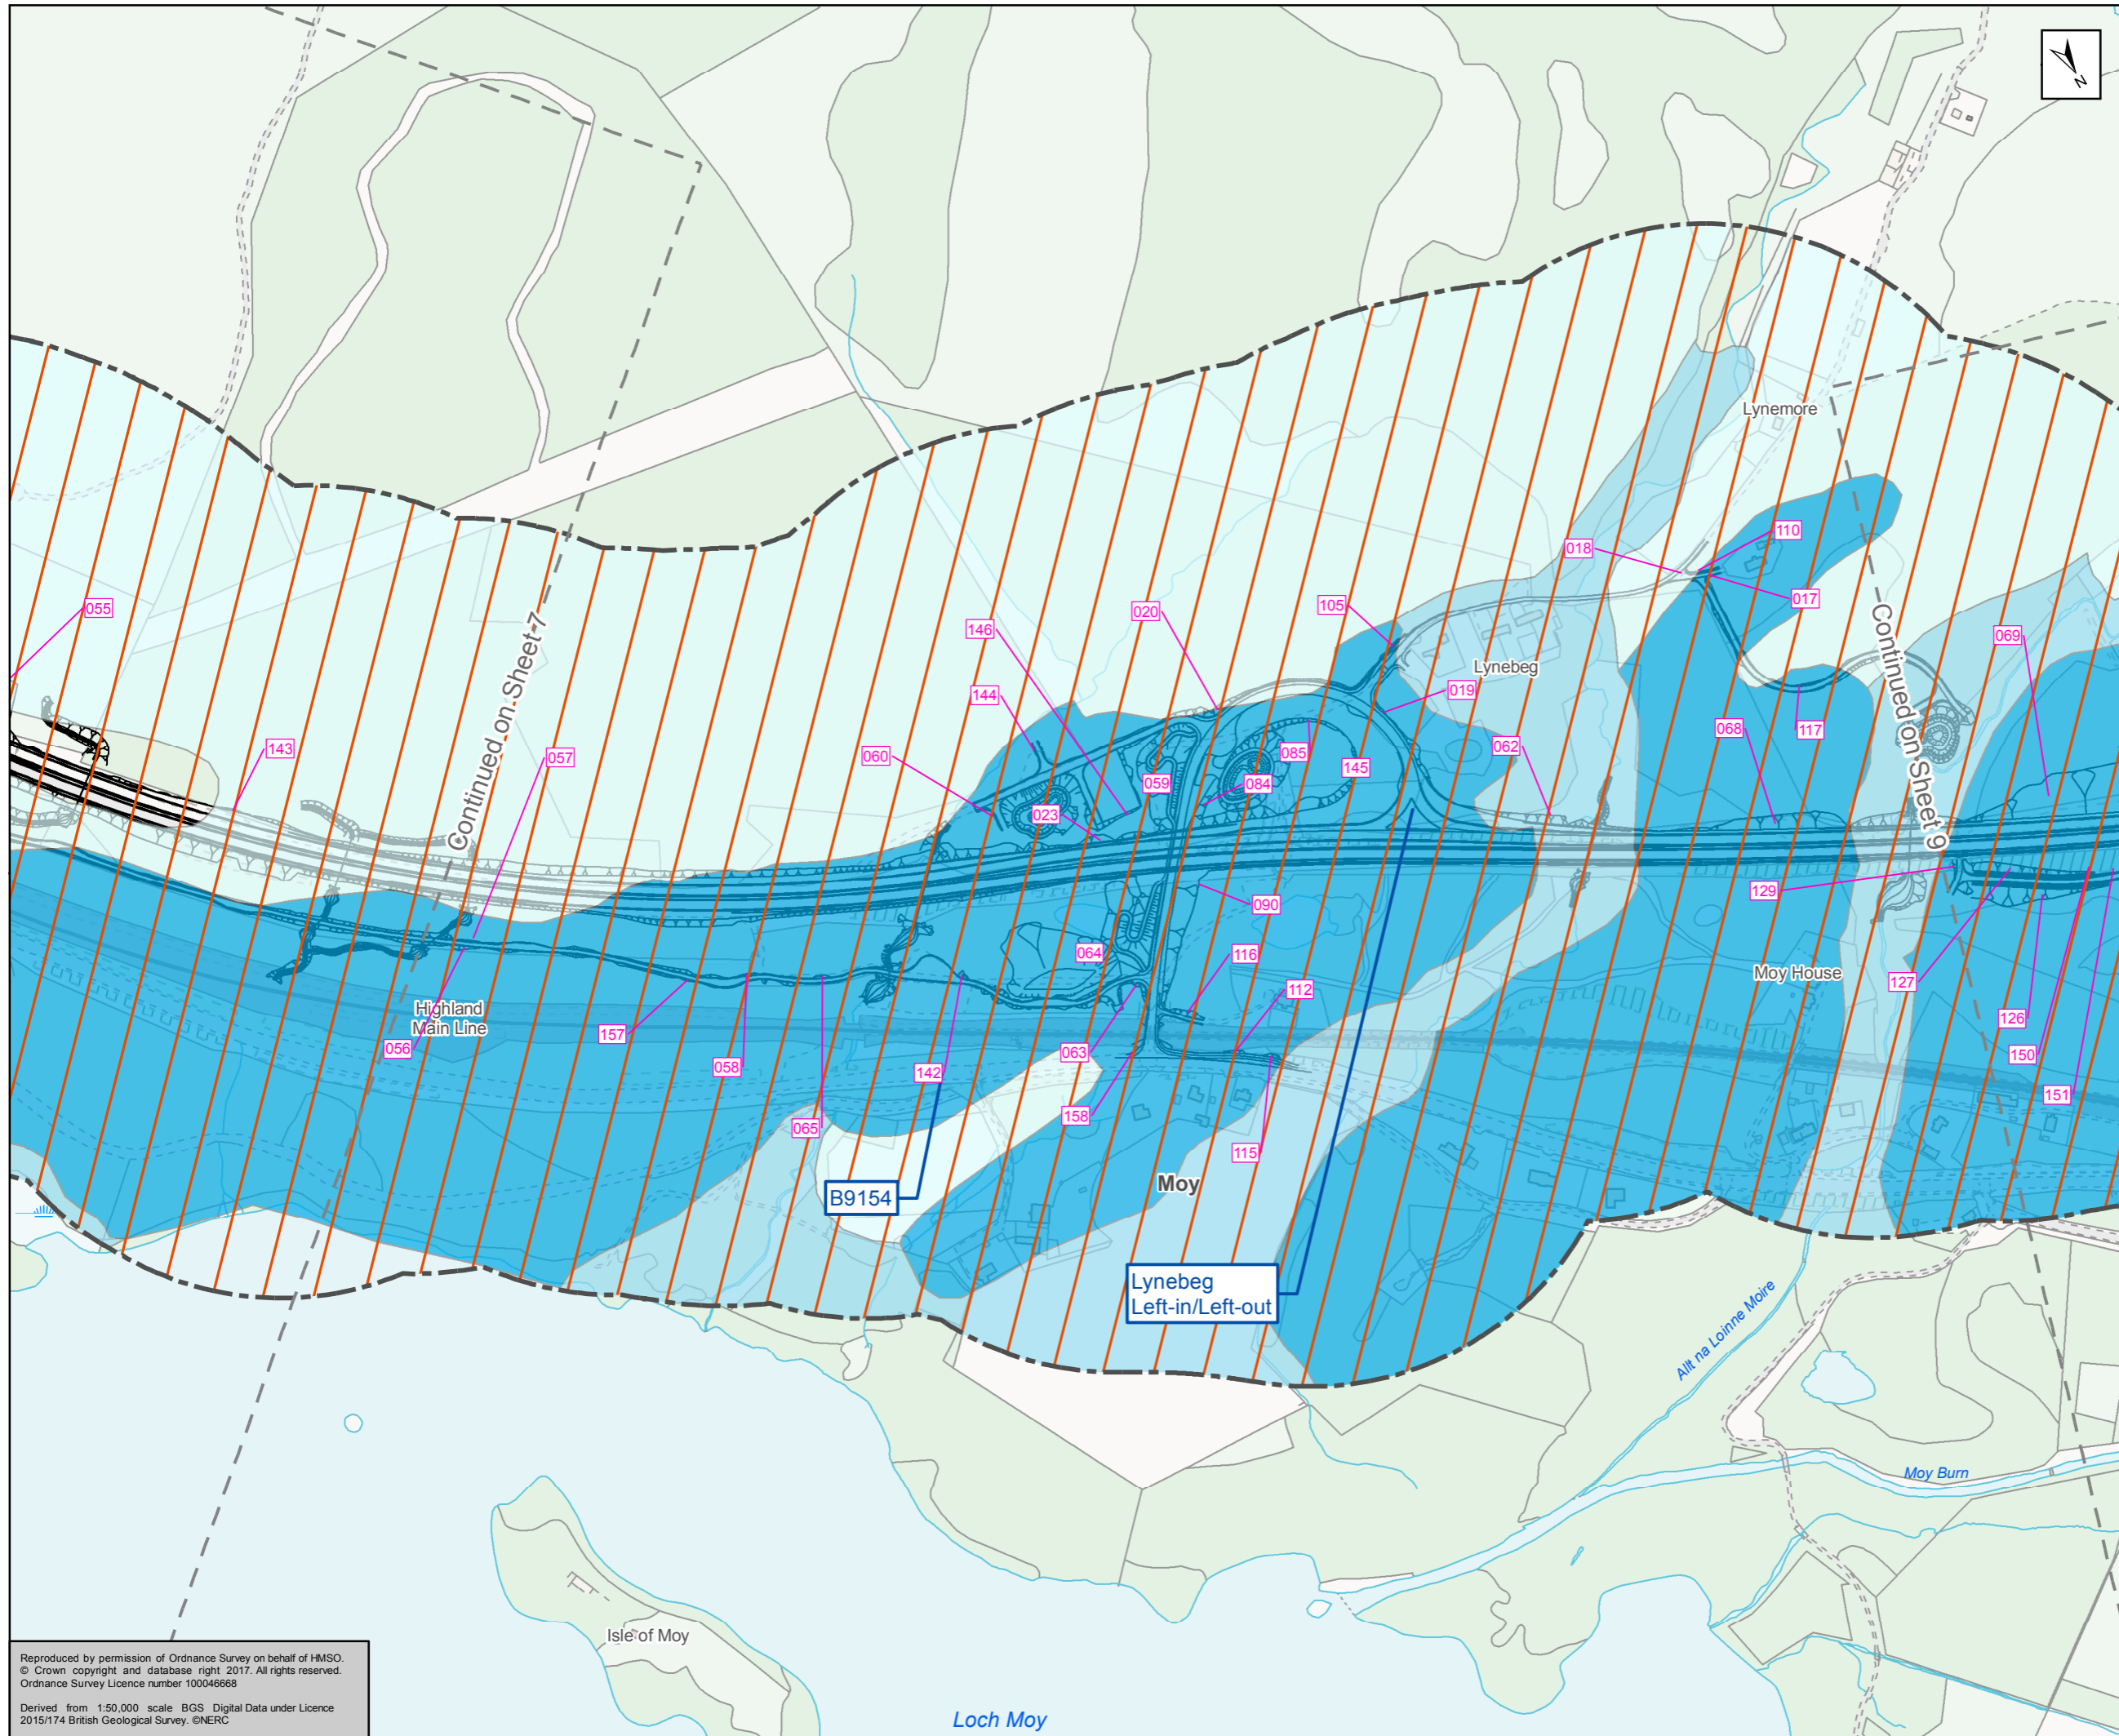 N
Lynemore
018
110
017
055
020
105
146
069
Continued on Sheet 7
Continued on Sheet 9
Lynebeg
144
019
143
057
060
059
085
084
145
062
068
117
023
129
090
064
116
Moy House
127
112
Highland
Main Line
056
157
058
142
063
126
150
151
065
158
115
B9154
Moy
Lynebeg
Left-in/Left-out
Allt na Loinne Moire
Moy Burn
Isle of Moy
Loch Moy
Reproduced by permission of Ordnance Survey on behalf of HMSO.
© Crown copyright and database right 2017. All rights reserved.
Ordnance Survey Licence number 100046668
Derived from 1:50,000 scale BGS Digital Data under Licence
2015/174 British Geological Survey. ©NERC